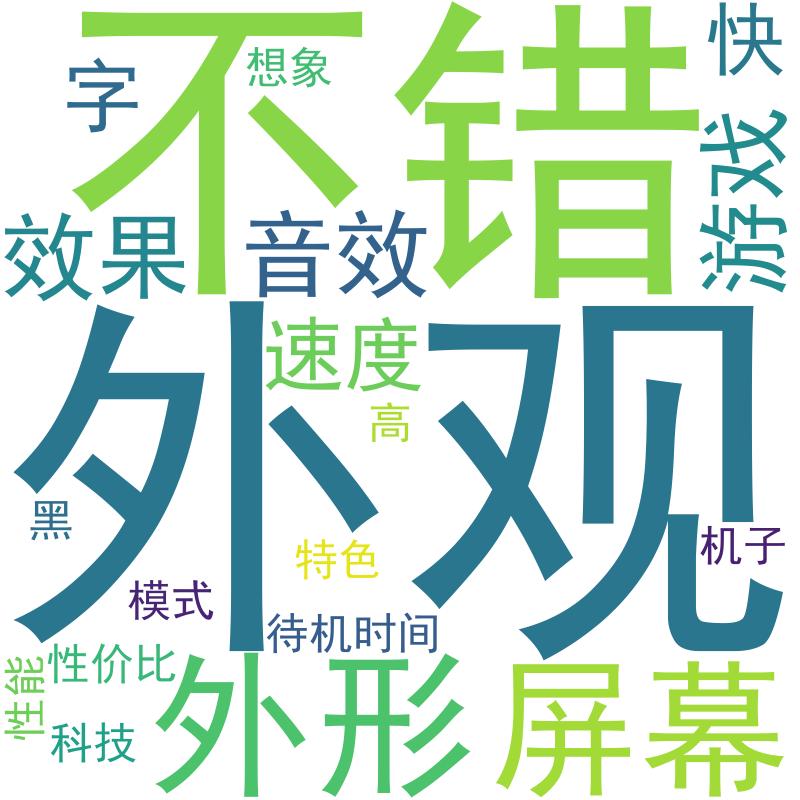 不错
想象
字
快
游戏
效果
音效
外观
速度
高
黑
特色
机子
模式
待机时间
性价比
性能
科技
外形
屏幕